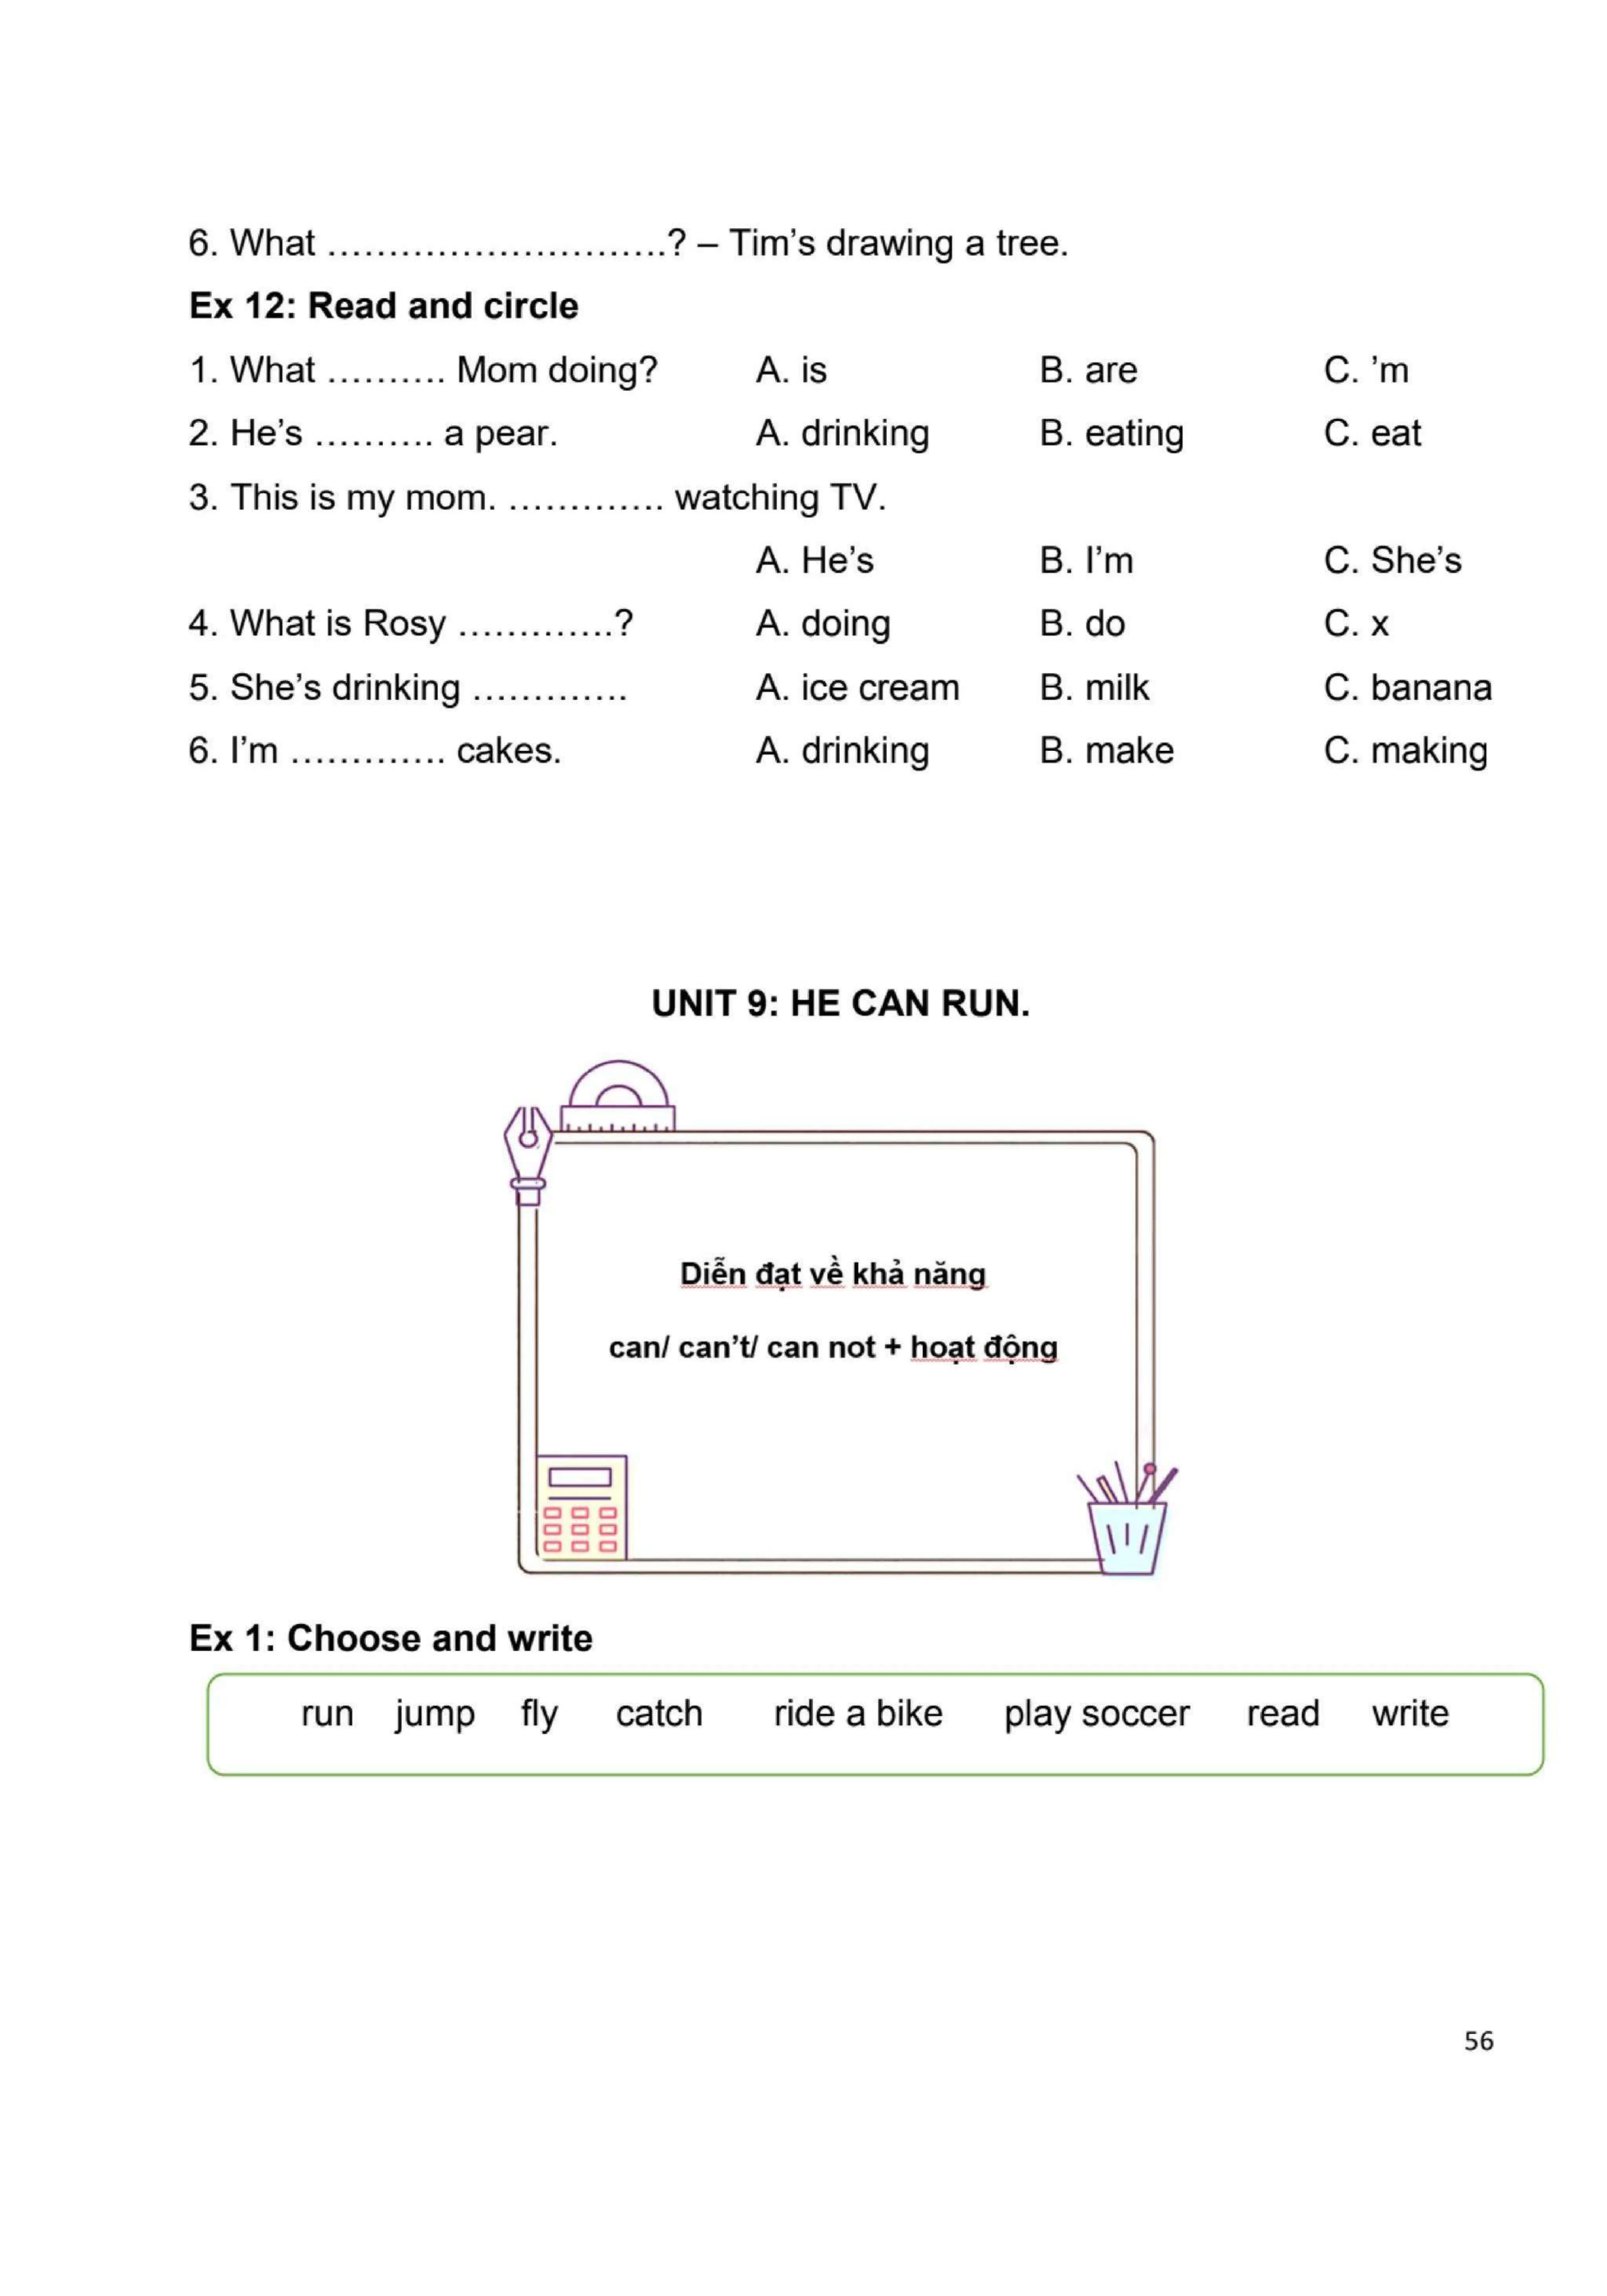 6. What ………………………? – Tim’s drawing a tree.
Ex 12: Read and circle
1. What ………. Mom doing? A. is B. are C. ’m
2. He’s ………. a pear. A. drinking B. eating C. eat
3. This is my mom. …………. watching TV.
A. He’s B. I’m C. She’s
4. What is Rosy ………….? A. doing B. do C. x
5. She’s drinking …………. A. ice cream B. milk C. banana
6. I’m …………. cakes. A. drinking B. make C. making
UNIT 9: HE CAN RUN.
Diễn đạt về khả năng
can/ can’t/ can not + hoạt động
Ex 1: Choose and write
run jump fly catch ride a bike play soccer read write
56